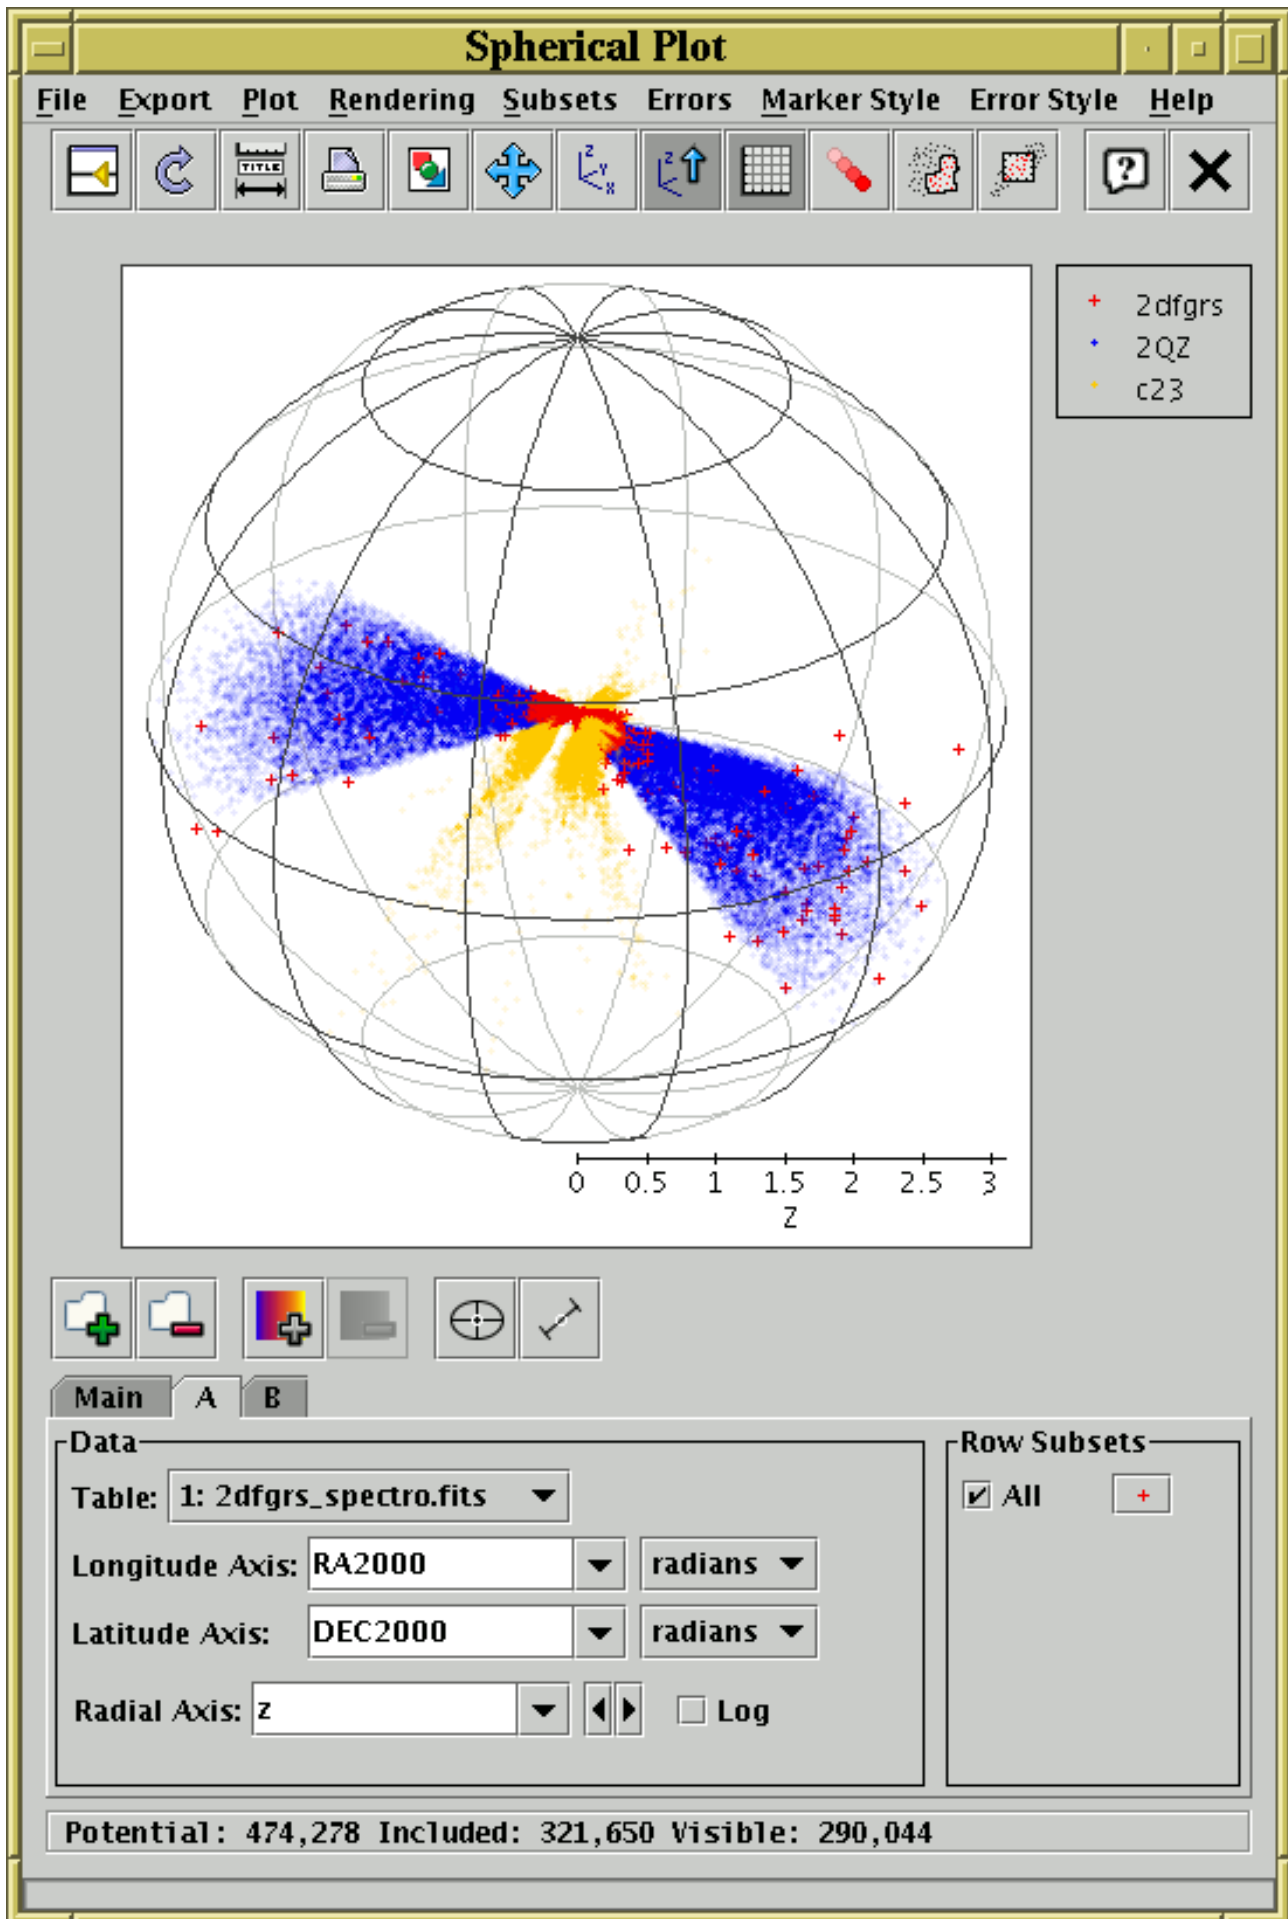 Spherical Plot
File Export Plot Rendering Subsets Errors Marker Style Error Style Help
TITLE
z y x
z
?
2dfgrs
2QZ
c23
0 0.5 1 1.5 2 2.5 3
Z
Main A B
Data
Row Subsets
Table: 1: 2dfgrs_spectro.fits
All
Longitude Axis: RA2000 radians
Latitude Axis: DEC2000 radians
Radial Axis: z Log
Potential: 474,278 Included: 321,650 Visible: 290,044